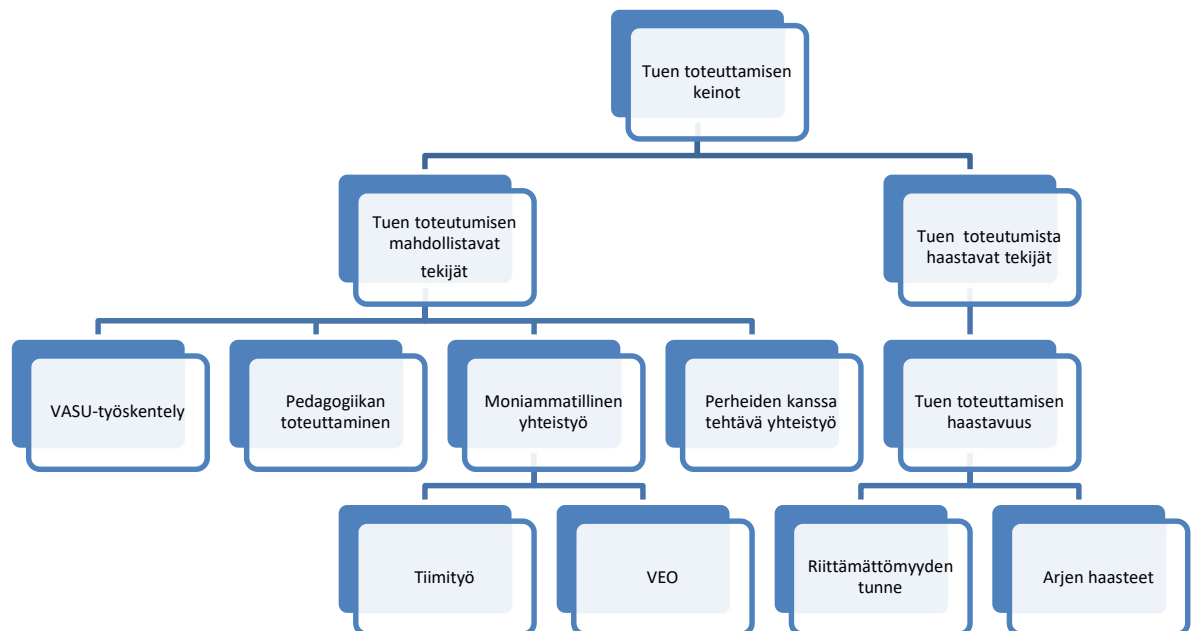 Tuen toteuttamisen
keinot
Tuen toteutumisen
mahdollistavat
tekijät
Tuen toteutumista
haastavat tekijät
VASU-työskentely
Pedagogiikan
toteuttaminen
Moniammatillinen
yhteistyö
Perheiden kanssa
tehtävä yhteistyö
Tuen toteuttamisen
haastavuus
Tiimityö
VEO
Riittämättömyyden
tunne
Arjen haasteet